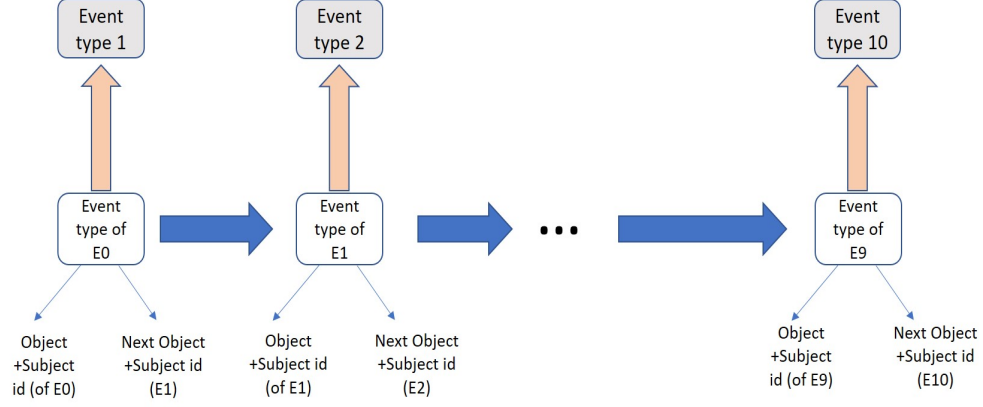 Event
type 1
Event
type 2
Event
type 10
Event
type of
E0
Event
type of
E1
...
Event
type of
E9
Object
+Subject
id (of E0)
Next Object
+Subject id
(E1)
Object
+Subject id
(of E1)
Next Object
+Subject id
(E2)
Object
+Subject
id (of E9)
Next Object
+Subject id
(E10)